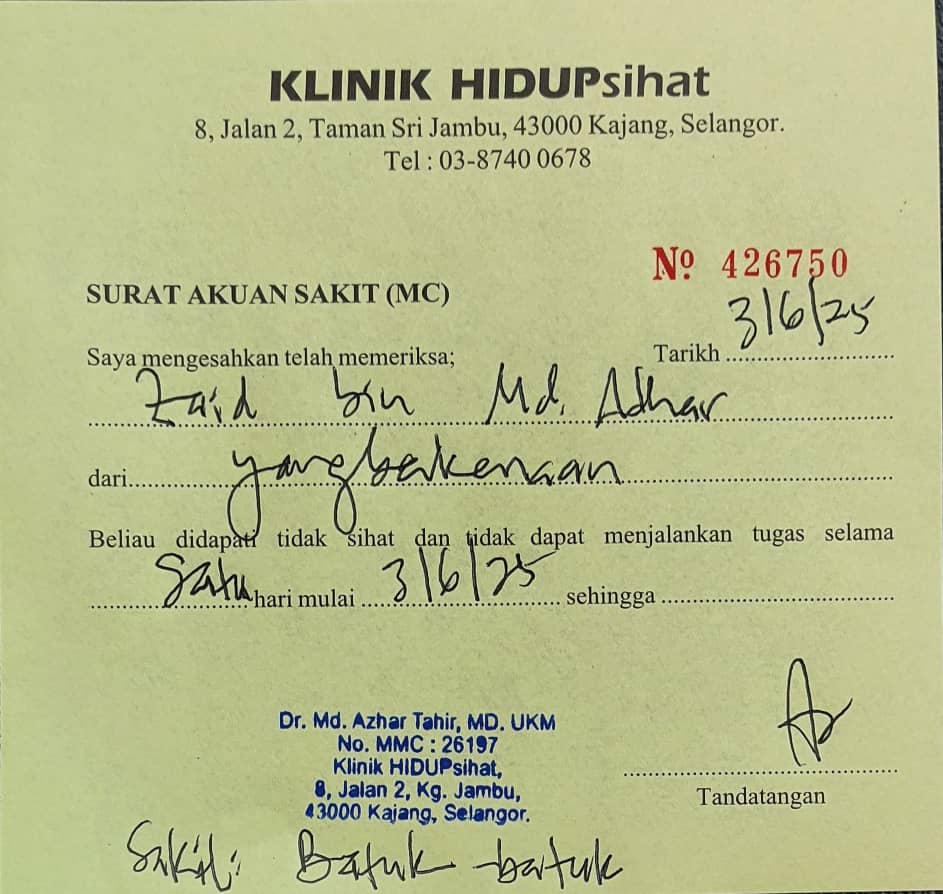 KLINIK HIDUPsihat
8, Jalan 2, Taman Sri Jambu, 43000 Kajang, Selangor.
Tel : 03-8740 0678
Nº 426750
SURAT AKUAN SAKIT (MC)
3/6/25
Saya mengesahkan telah memeriksa; Tarikh
Zaid bin Md. Adhar
dari yang berkenaan
Beliau didapati tidak sihat dan tidak dapat menjalankan tugas selama
Satu hari mulai 3/6/25 sehingga
Dr. Md. Azhar Tahir, MD. UKM
No. MMC : 26197
Klinik HIDUPsihat,
8, Jalan 2, Kg. Jambu,
43000 Kajang, Selangor.
Tandatangan
Sakit: Batuk-batuk